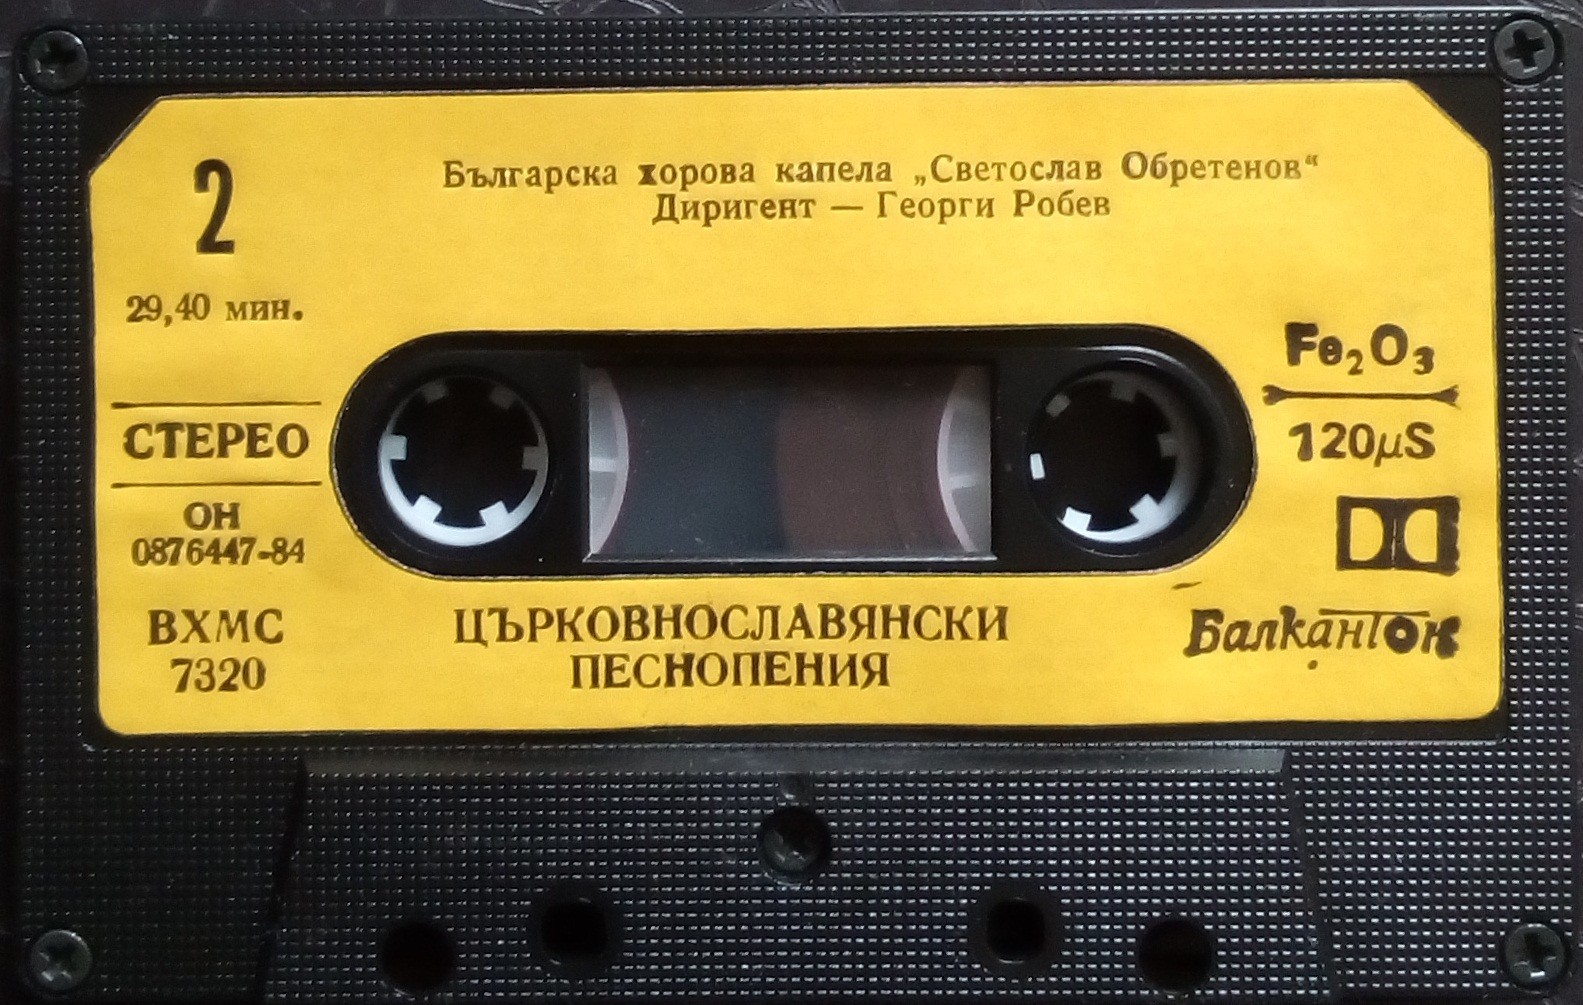 2
Българска хорова капела „Светослав Обретенов“
Диригент — Георги Робев
29,40 мин.
Fe₂O₃
120μS
СТЕРЕО
ОН
0876447-84
ВХМС
7320
ЦЪРКОВНОСЛАВЯНСКИ
ПЕСНОПЕНИЯ
Балкантон